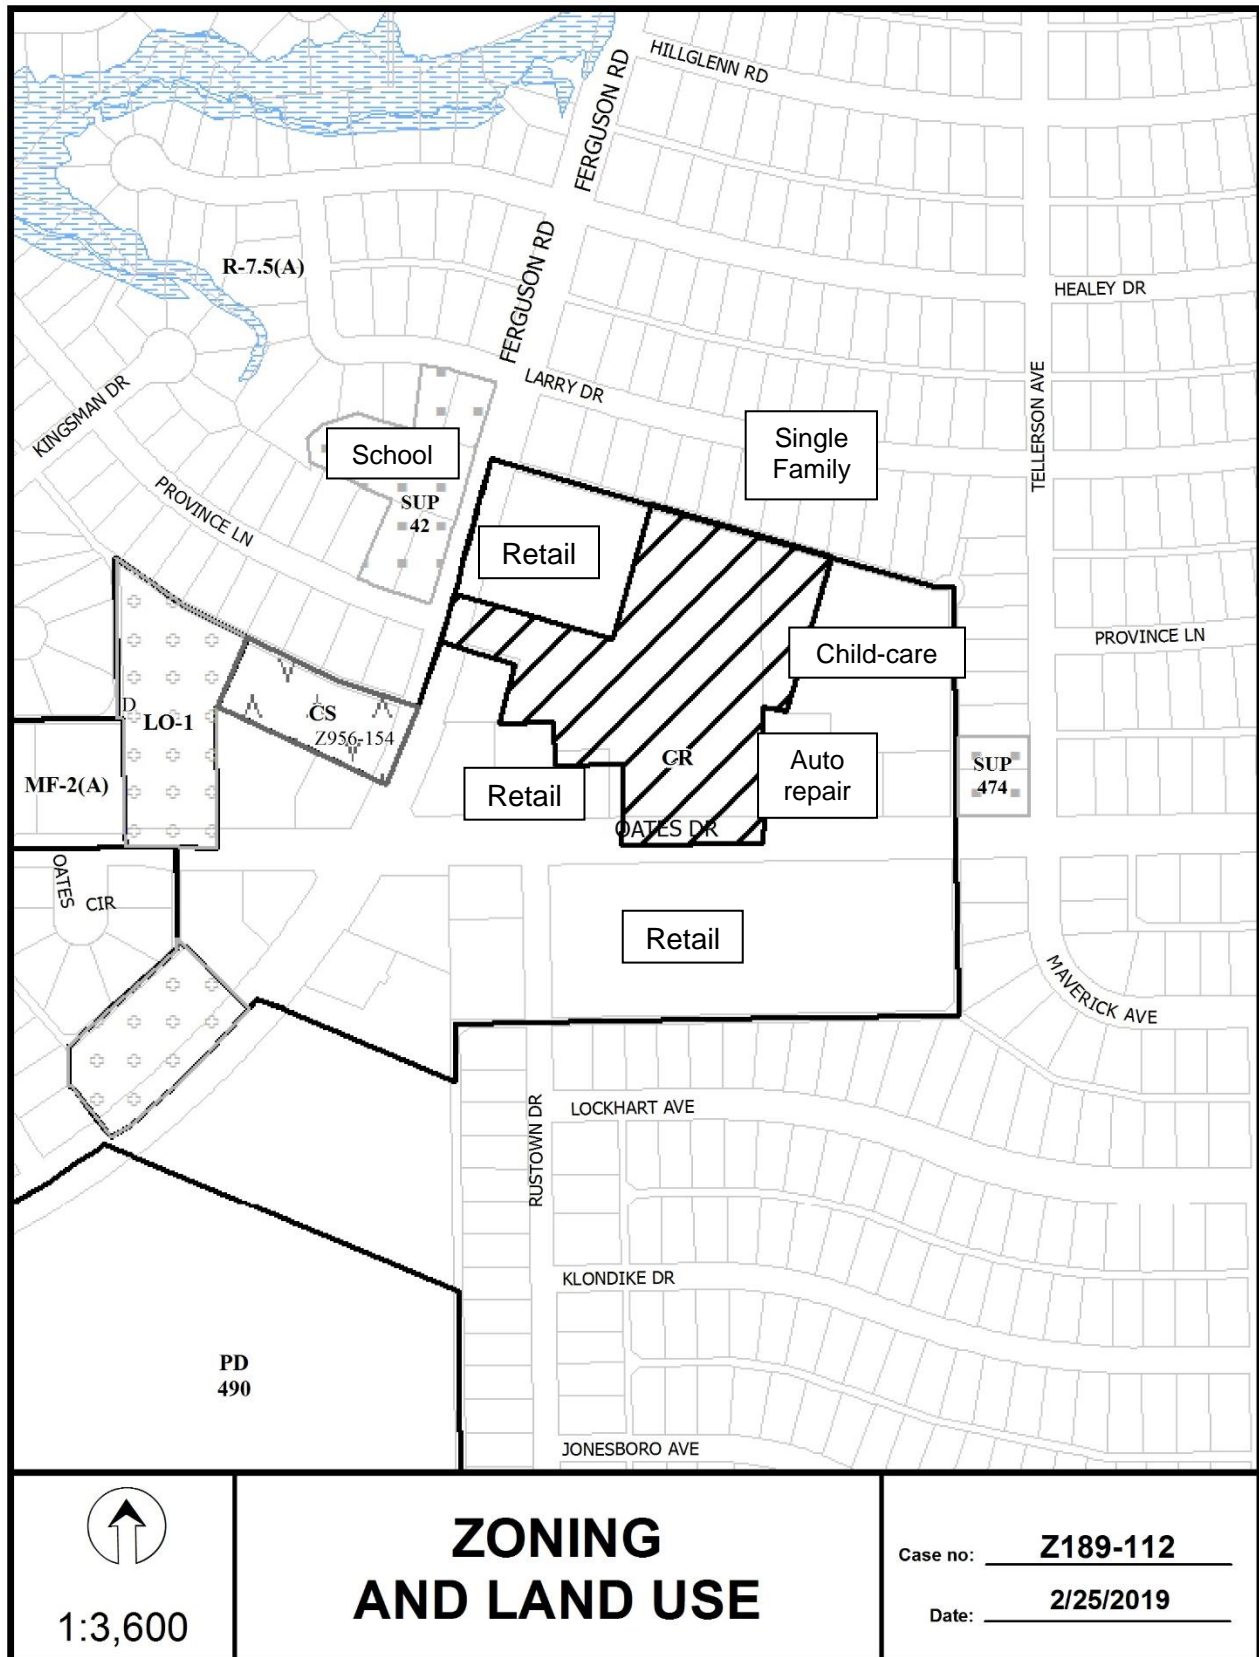 HILLGLENN RD
FERGUSON RD
FERGUSON RD
R-7.5(A)
HEALEY DR
LARRY DR
TELLERSON AVE
KINGSMAN DR
Single
Family
School
SUP
42
PROVINCE LN
Retail
PROVINCE LN
Child-care
D
LO-1
CS
Z956-154
CR
MF-2(A)
Retail
Auto
repair
SUP
474
OATES DR
OATES
CIR
Retail
MAVERICK AVE
LOCKHART AVE
RUSTOWN DR
KLONDIKE DR
PD
490
JONESBORO AVE
1:3,600
ZONING
AND LAND USE
Case no: Z189-112
Date: 2/25/2019